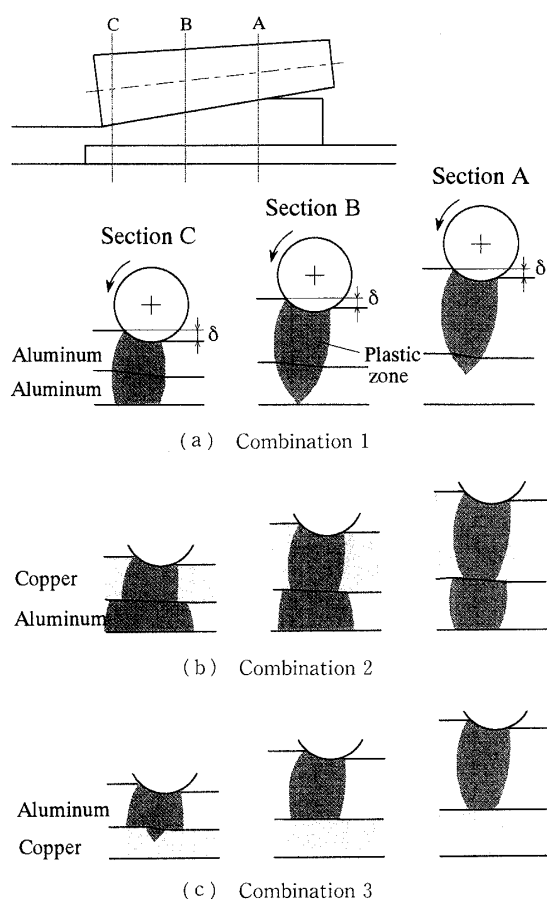 C B A
Section A
Section B
Section C
δ
δ
δ
Aluminum
Aluminum
Plastic
zone
(a) Combination 1
Copper
Aluminum
(b) Combination 2
Aluminum
Copper
(c) Combination 3